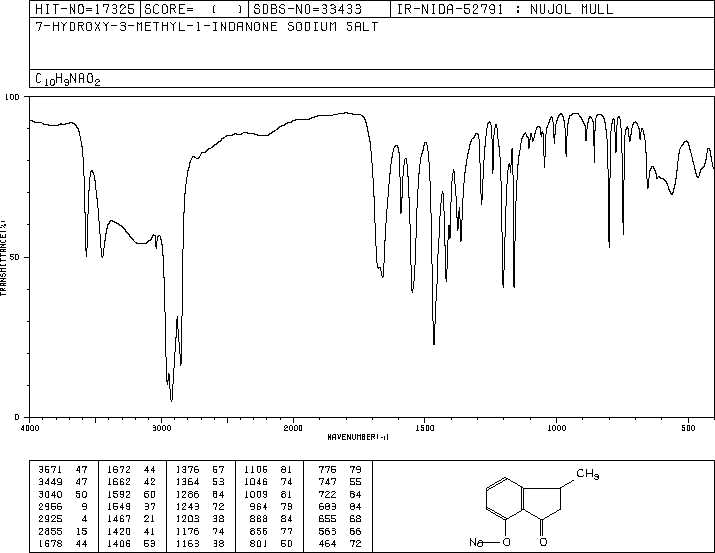 HIT-NO=17325 SCORE= ( ) SDBS-NO=33433 IR-NIDA-52791 : NUJOL MULL
7-HYDROXY-3-METHYL-1-INDANONE SODIUM SALT
C10H9NAO2
100
50
0
TRANSMITTANCE(%)
4000 3000 2000 1500 1000 500
WAVENUMBER(-1)
3571 47 1672 44 1376 67 1106 81 776 79
3449 47 1662 42 1364 53 1046 74 747 55
3040 50 1592 60 1286 64 1009 81 722 84
2956 9 1549 37 1243 72 964 79 689 84
2925 4 1467 21 1203 38 888 84 655 68
2855 15 1420 41 1176 74 856 77 563 66
1678 44 1406 53 1163 38 801 50 464 72
CH3
Na O O